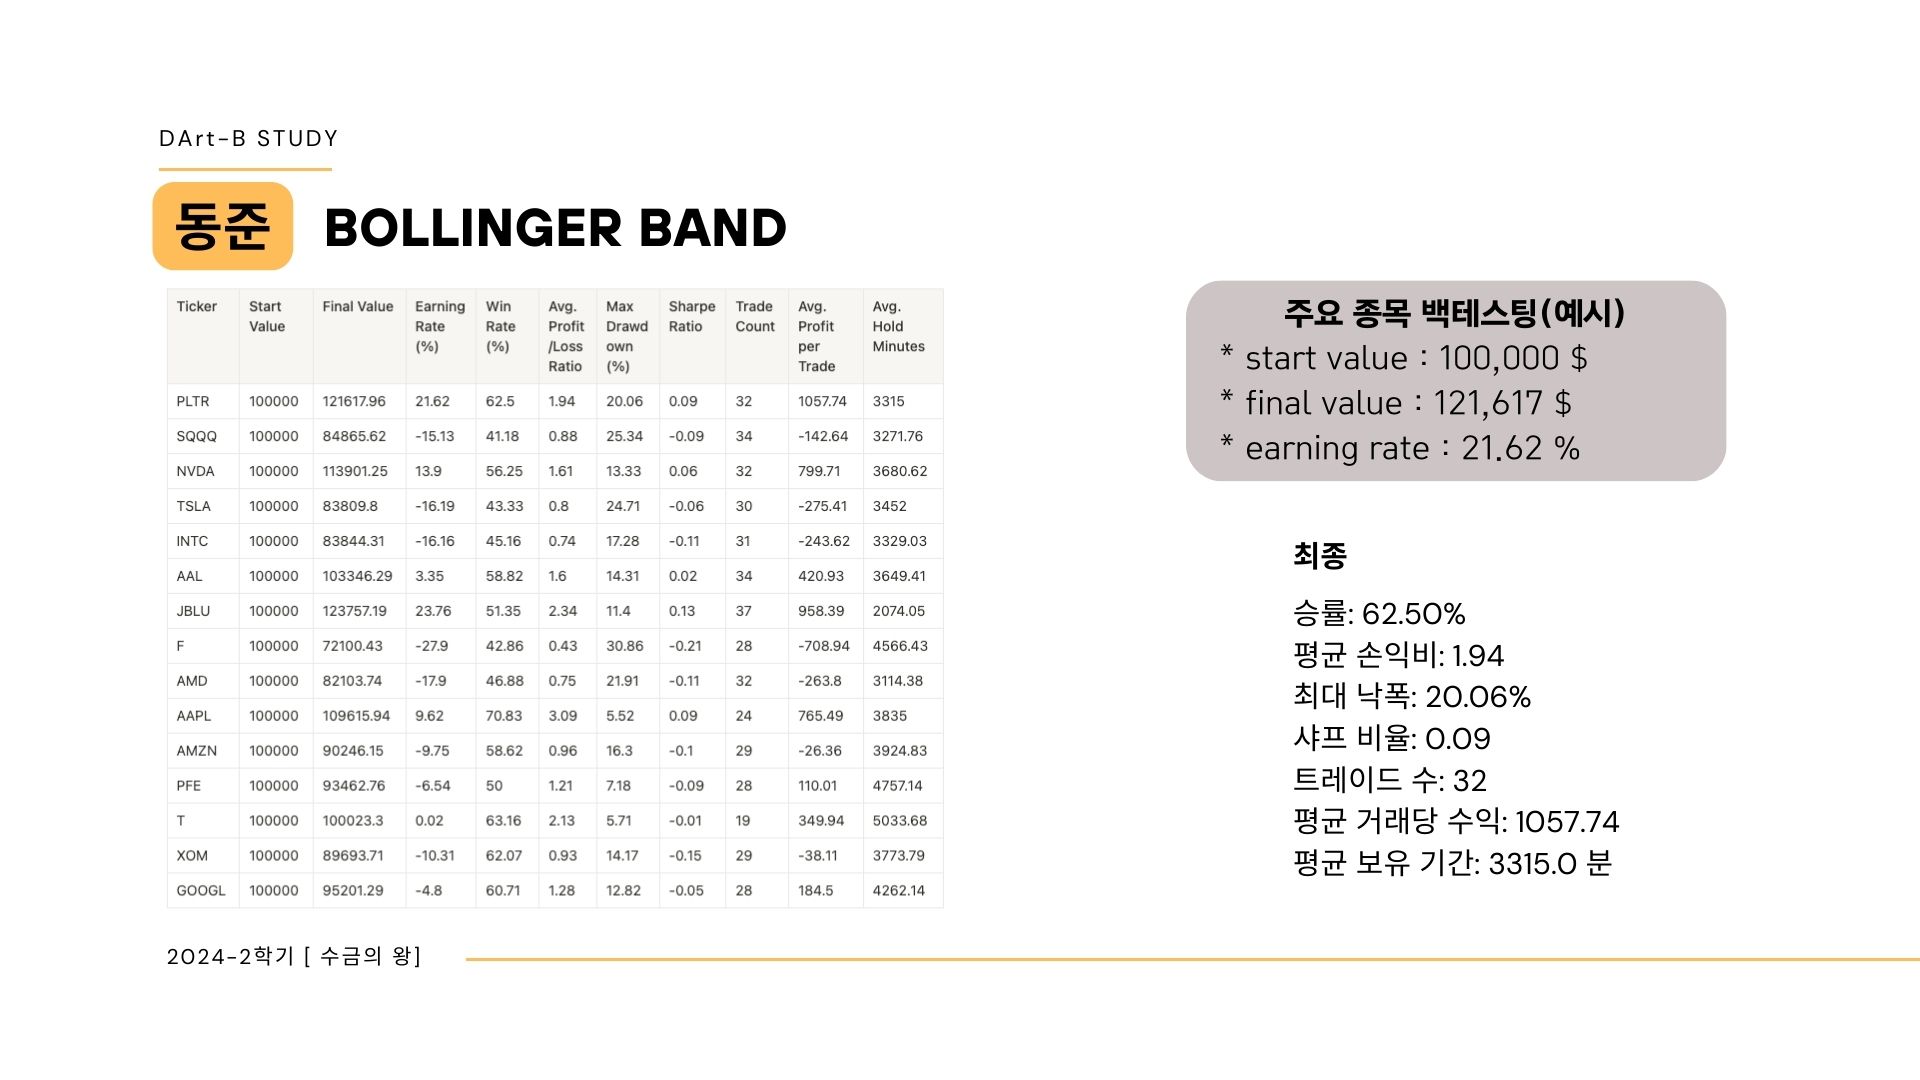 DArt-B STUDY
동준 BOLLINGER BAND
Ticker Start Value Final Value Earning Rate (%) Win Rate (%) Avg. Profit /Loss Ratio Max Drawdown (%) Sharpe Ratio Trade Count Avg. Profit per Trade Avg. Hold Minutes
PLTR 100000 121617.96 21.62 62.5 1.94 20.06 0.09 32 1057.74 3315
SQQQ 100000 84865.62 -15.13 41.18 0.88 25.34 -0.09 34 -142.64 3271.76
NVDA 100000 113901.25 13.9 56.25 1.61 13.33 0.06 32 799.71 3680.62
TSLA 100000 83809.8 -16.19 43.33 0.8 24.71 -0.06 30 -275.41 3452
INTC 100000 83844.31 -16.16 45.16 0.74 17.28 -0.11 31 -243.62 3329.03
AAL 100000 103346.29 3.35 58.82 1.6 14.31 0.02 34 420.93 3649.41
JBLU 100000 123757.19 23.76 51.35 2.34 11.4 0.13 37 958.39 2074.05
F 100000 72100.43 -27.9 42.86 0.43 30.86 -0.21 28 -708.94 4566.43
AMD 100000 82103.74 -17.9 46.88 0.75 21.91 -0.11 32 -263.8 3114.38
AAPL 100000 109615.94 9.62 70.83 3.09 5.52 0.09 24 765.49 3835
AMZN 100000 90246.15 -9.75 58.62 0.96 16.3 -0.1 29 -26.36 3924.83
PFE 100000 93462.76 -6.54 50 1.21 7.18 -0.09 28 110.01 4757.14
T 100000 100023.3 0.02 63.16 2.13 5.71 -0.01 19 349.94 5033.68
XOM 100000 89693.71 -10.31 62.07 0.93 14.17 -0.15 29 -38.11 3773.79
GOOGL 100000 95201.29 -4.8 60.71 1.28 12.82 -0.05 28 184.5 4262.14
주요 종목 백테스팅(예시)
* start value : 100,000 $
* final value : 121,617 $
* earning rate : 21.62 %
최종
승률: 62.50%
평균 손익비: 1.94
최대 낙폭: 20.06%
샤프 비율: 0.09
트레이드 수: 32
평균 거래당 수익: 1057.74
평균 보유 기간: 3315.0 분
2024-2학기 [ 수금의 왕]